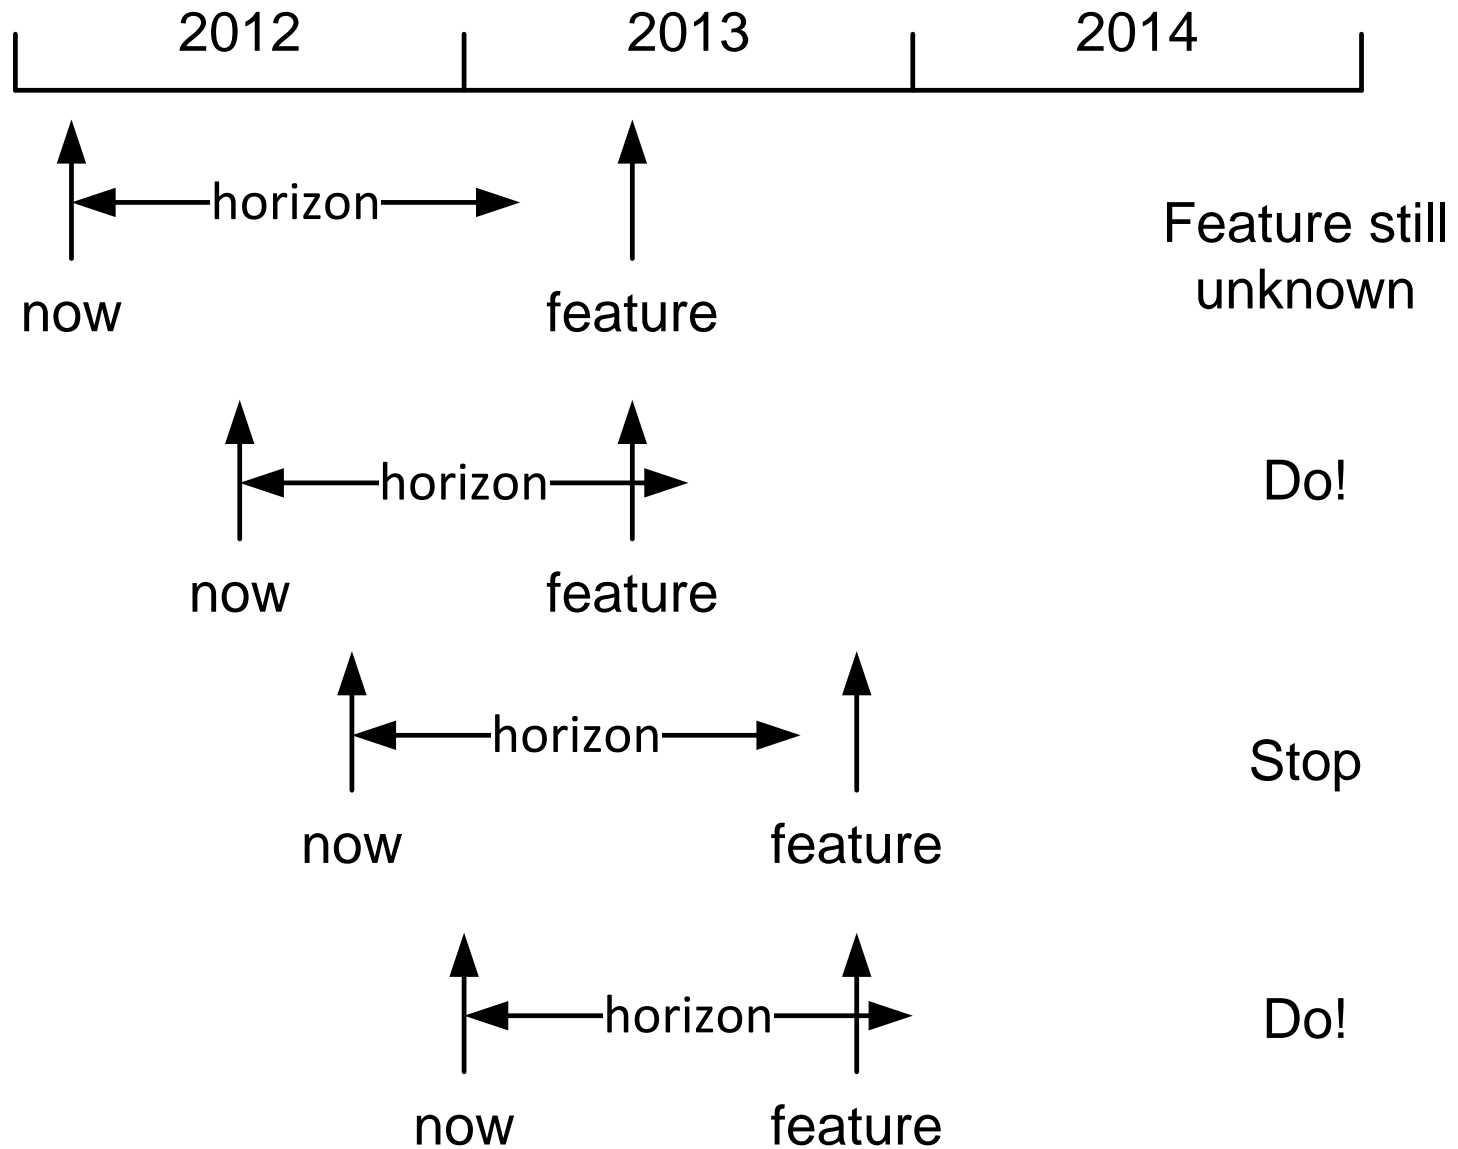 2012 2013 2014
horizon
Feature still
unknown
now feature
horizon
Do!
now feature
horizon
Stop
now feature
horizon
Do!
now feature